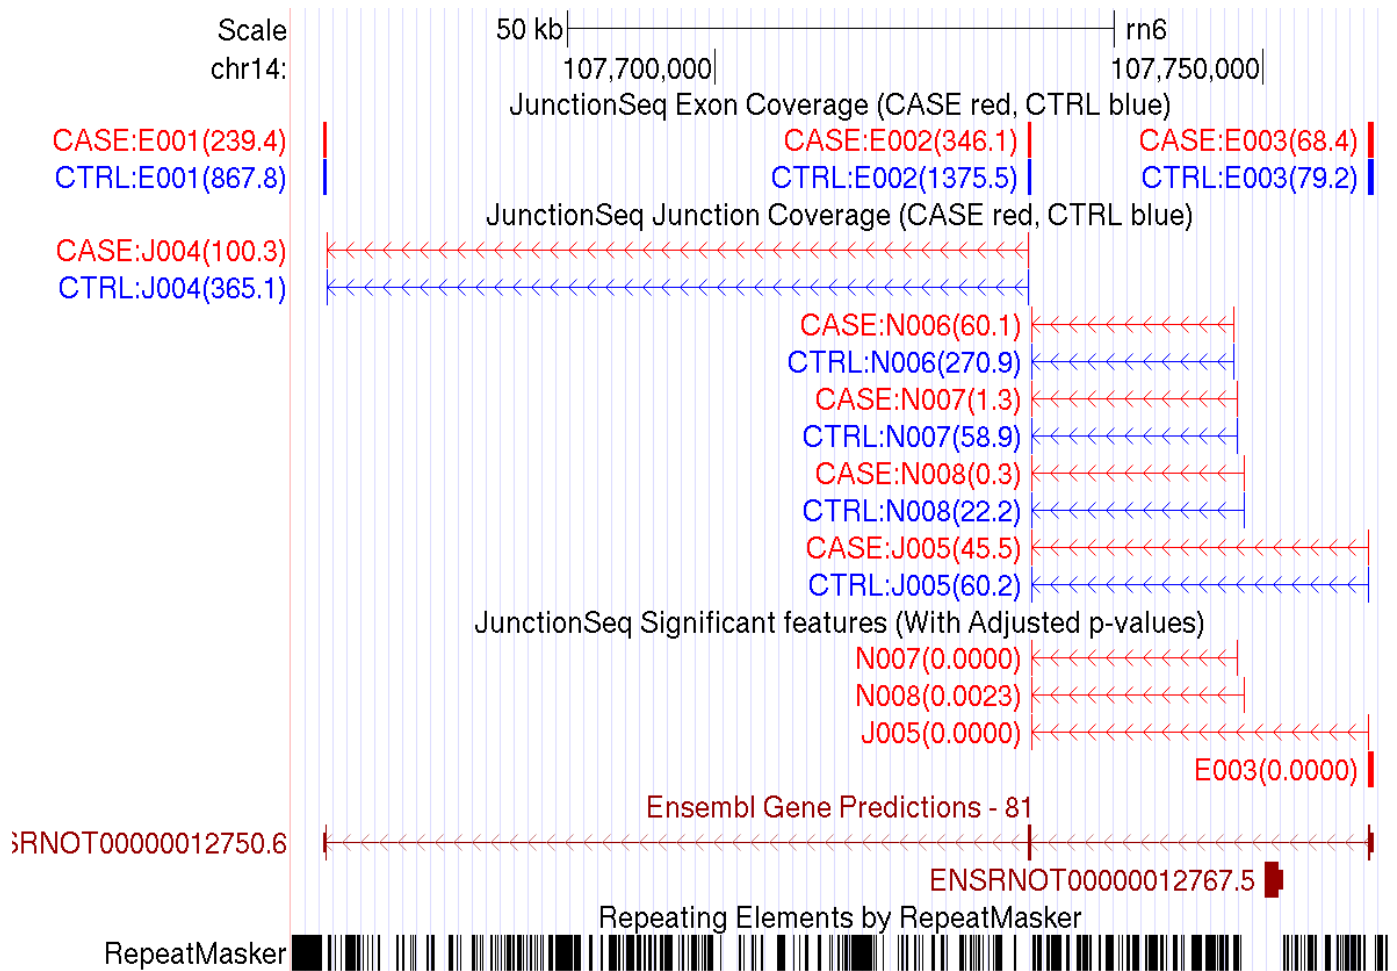 Scale 50 kb rn6
chr14: 107,700,000 107,750,000
JunctionSeq Exon Coverage (CASE red, CTRL blue)
CASE:E001(239.4) CASE:E002(346.1) CASE:E003(68.4)
CTRL:E001(867.8) CTRL:E002(1375.5) CTRL:E003(79.2)
JunctionSeq Junction Coverage (CASE red, CTRL blue)
CASE:J004(100.3)
CTRL:J004(365.1)
CASE:N006(60.1)
CTRL:N006(270.9)
CASE:N007(1.3)
CTRL:N007(58.9)
CASE:N008(0.3)
CTRL:N008(22.2)
CASE:J005(45.5)
CTRL:J005(60.2)
JunctionSeq Significant features (With Adjusted p-values)
N007(0.0000)
N008(0.0023)
J005(0.0000)
E003(0.0000)
Ensembl Gene Predictions - 81
SRNOT00000012750.6
ENSRNOT00000012767.5
Repeating Elements by RepeatMasker
RepeatMasker